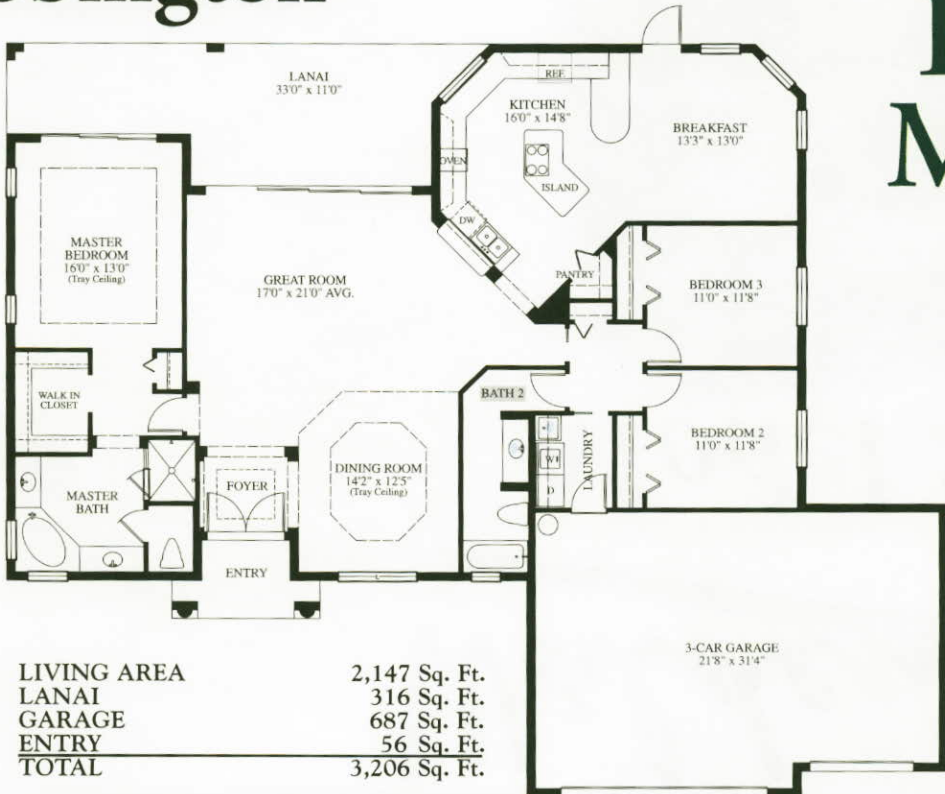 LANAI
33'0" x 11'0"
REF.
KITCHEN
16'0" x 14'8"
BREAKFAST
13'3" x 13'0"
OVEN
ISLAND
DW
PANTRY
MASTER
BEDROOM
16'0" x 13'0"
(Tray Ceiling)
GREAT ROOM
17'0" x 21'0" AVG.
BEDROOM 3
11'0" x 11'8"
WALK IN
CLOSET
BATH 2
BEDROOM 2
11'0" x 11'8"
LAUNDRY
W
D
DINING ROOM
14'2" x 12'5"
(Tray Ceiling)
FOYER
MASTER
BATH
ENTRY
3-CAR GARAGE
21'8" x 31'4"
LIVING AREA 2,147 Sq. Ft.
LANAI 316 Sq. Ft.
GARAGE 687 Sq. Ft.
ENTRY 56 Sq. Ft.
TOTAL 3,206 Sq. Ft.